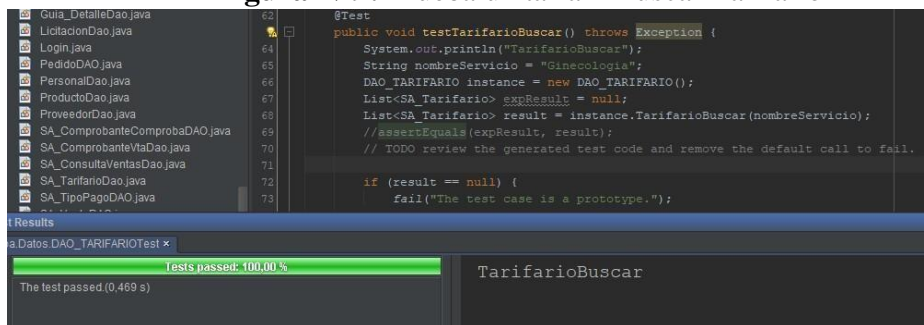 Guia_DetalleDao.java
LicitacionDao.java
Login.java
PedidoDAO.java
PersonalDAO.java
ProductoDao.java
ProveedorDao.java
SA_ComprobanteComprobaDAO.java
SA_ComprobanteVtaDao.java
SA_ConsultaVentasDao.java
SA_TarifarioDao.java
SA_TipoPagoDAO.java
62 @Test
public void testTarifarioBuscar() throws Exception {
64 System.out.println("TarifarioBuscar");
65 String nombreServicio = "Ginecologia";
66 DAO_TARIFARIO instance = new DAO_TARIFARIO();
67 List<SA_Tarifario> expResult = null;
68 List<SA_Tarifario> result = instance.TarifarioBuscar(nombreServicio);
69 //assertEquals(expResult, result);
70 // TODO review the generated test code and remove the default call to fail.
71
72 if (result == null) {
73 fail("The test case is a prototype.");
st Results
a.Datos.DAO_TARIFARIOTest ×
Tests passed: 100,00 %
The test passed.(0,469 s)
TarifarioBuscar